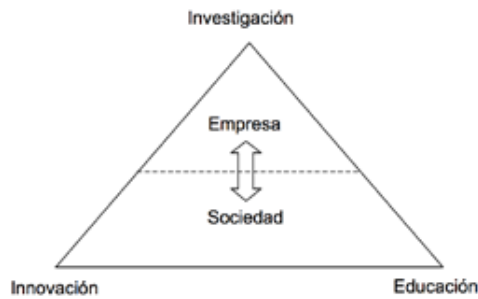 Investigación
Empresa
Sociedad
Innovación
Educación